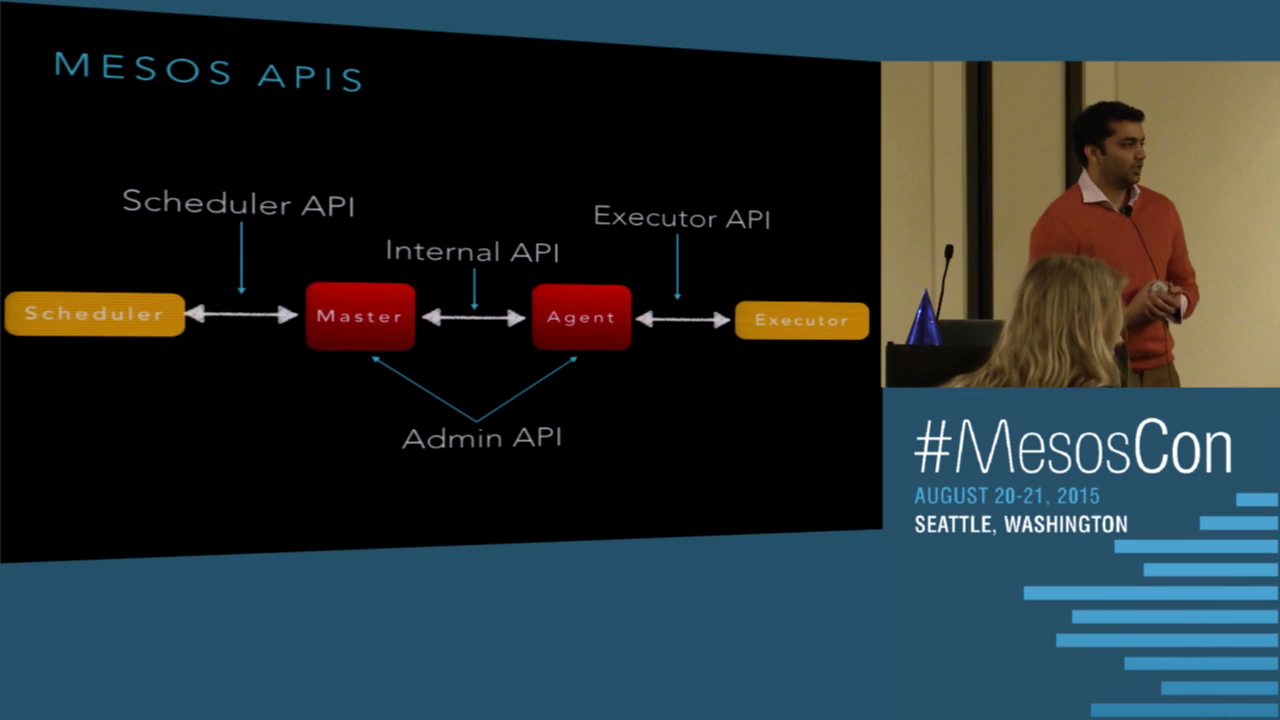 MESOS APIS
Scheduler API
Executor API
Internal API
Scheduler
Master
Agent
Executor
Admin API
#MesosCon
AUGUST 20-21, 2015
SEATTLE, WASHINGTON